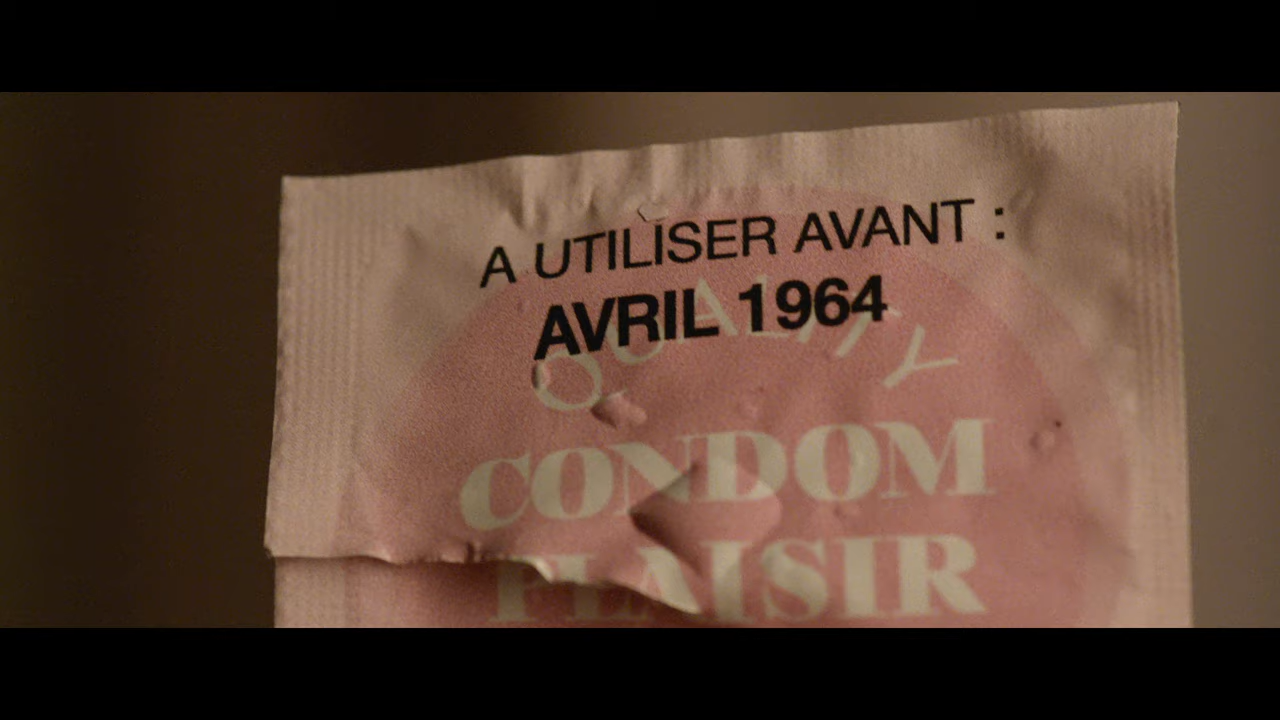 A UTILISER AVANT :
AVRIL 1964
QUALITY
CONDOM
PLAISIR